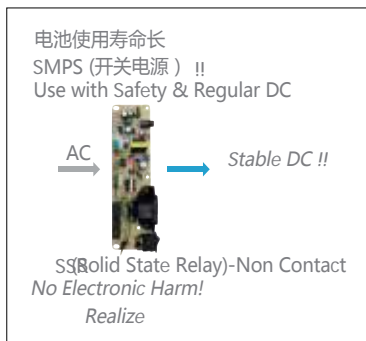 电池使用寿命长
SMPS (开关电源 ) !!
Use with Safety & Regular DC
AC
Stable DC !!
SSR(Solid State Relay)-Non Contact
No Electronic Harm!
Realize